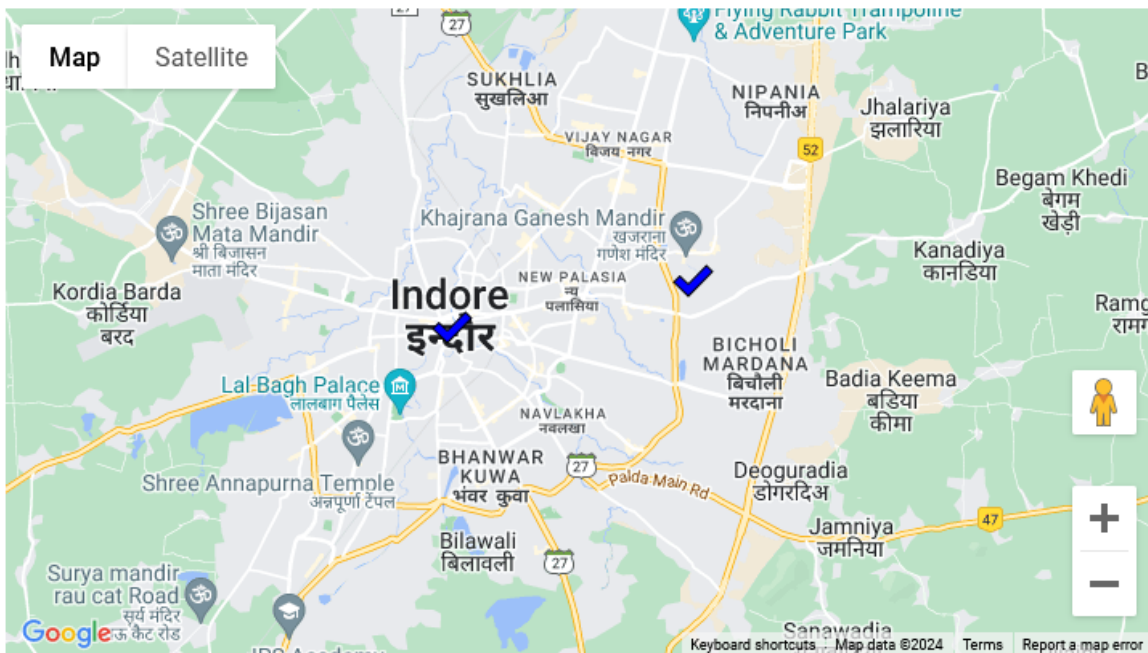 27
27
Flying Rabbit Trampoline
& Adventure Park
Map
Satellite
SUKHLIA
सुखलिआ
NIPANIA
निपनीअ
Jhalariya
झलारिया
VIJAY NAGAR
विजय नगर
52
Begam Khedi
बेगम
खेड़ी
Shree Bijasan
Mata Mandir
श्री बिजासन
माता मंदिर
Khajrana Ganesh Mandir
खजराना
गणेश मंदिर
Kanadiya
कानडिया
NEW PALASIA
न्यू
पलासिया
Kordia Barda
कोर्डिया
बरद
Indore
इन्दौर
BICHOLI
MARDANA
बिचौली
मरदाना
Lal Bagh Palace
लालबाग पैलेस
Badia Keema
बडिया
कीमा
NAVLAKHA
नवलखा
BHANWAR
KUWA
भंवर कुवा
27
Palda Main Rd
Deoguradia
डोगरदिअ
Shree Annapurna Temple
अन्नपूर्णा टेंपल
47
Jamniya
जमनिया
Bilawali
बिलावली
27
Surya mandir
rau cat Road
सूर्य मंदिर
राऊ कैट रोड
Google
IPS Academy
Sanawadia
Keyboard shortcuts
Map data ©2024
Terms
Report a map error